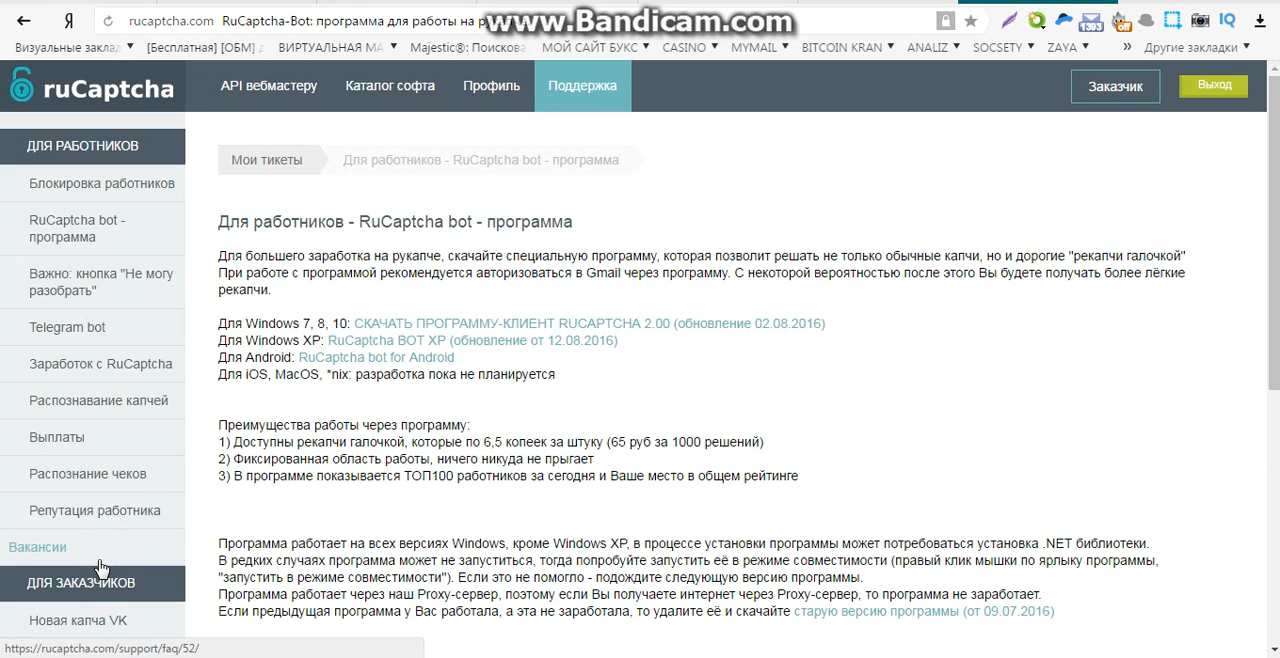 Я rucaptcha.com RuCaptcha-Bot: программа для работы на
www.Bandicam.com
1393 off IQ
Визуальные заклад [Бесплатная] [ОБМ] ВИРТУАЛЬНАЯ МА Majestic®: Поискова МОЙ САЙТ БУКС CASINO MYMAIL BITCOIN KRAN ANALIZ SOCSETY ZAYA » Другие закладки
ruCaptcha
API вебмастеру Каталог софта Профиль Поддержка Заказчик Выход
ДЛЯ РАБОТНИКОВ
Блокировка работников
RuCaptcha bot -
программа
Важно: кнопка "Не могу
разобрать"
Telegram bot
Заработок с RuCaptcha
Распознавание капчей
Выплаты
Распознание чеков
Репутация работника
Вакансии
ДЛЯ ЗАКАЗЧИКОВ
Новая капча VK
https://rucaptcha.com/support/faq/52/
Мои тикеты Для работников - RuCaptcha bot - программа
Для работников - RuCaptcha bot - программа
Для большего заработка на рукапче, скачайте специальную программу, которая позволит решать не только обычные капчи, но и дорогие "рекапчи галочкой"
При работе с программой рекомендуется авторизоваться в Gmail через программу. С некоторой вероятностью после этого Вы будете получать более лёгкие
рекапчи.
Для Windows 7, 8, 10: СКАЧАТЬ ПРОГРАММУ-КЛИЕНТ RUCAPTCHA 2.00 (обновление 02.08.2016)
Для Windows XP: RuCaptcha BOT XP (обновление от 12.08.2016)
Для Android: RuCaptcha bot for Android
Для iOS, MacOS, *nix: разработка пока не планируется
Преимущества работы через программу:
1) Доступны рекапчи галочкой, которые по 6,5 копеек за штуку (65 руб за 1000 решений)
2) Фиксированная область работы, ничего никуда не прыгает
3) В программе показывается ТОП100 работников за сегодня и Ваше место в общем рейтинге
Программа работает на всех версиях Windows, кроме Windows XP, в процессе установки программы может потребоваться установка .NET библиотеки.
В редких случаях программа может не запуститься, тогда попробуйте запустить её в режиме совместимости (правый клик мышки по ярлыку программы,
"запустить в режиме совместимости"). Если это не помогло - подождите следующую версию программы.
Программа работает через наш Proxy-сервер, поэтому если Вы получаете интернет через Proxy-сервер, то программа не заработает.
Если предыдущая программа у Вас работала, а эта не заработала, то удалите её и скачайте старую версию программы (от 09.07.2016)